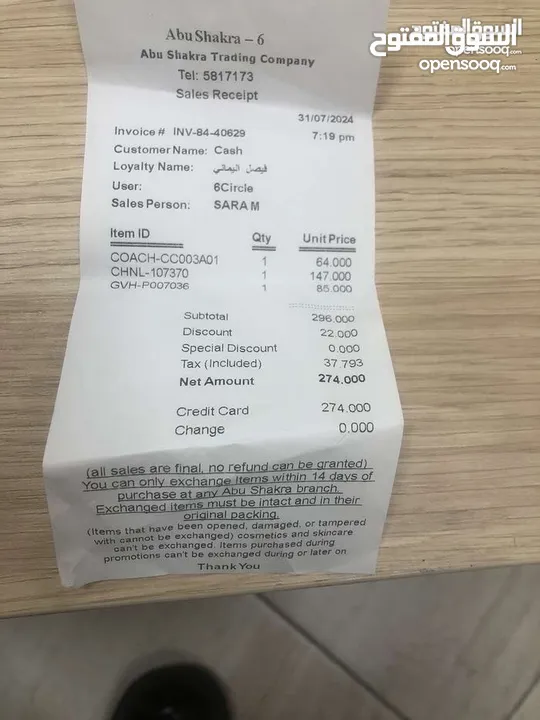 السوق المفتوح
opensooq.com
السوق المفتوح
opensooq.com
Abu Shakra – 6
Abu Shakra Trading Company
Tel: 5817173
Sales Receipt
31/07/2024
Invoice # INV-84-40629 7:19 pm
Customer Name: Cash
Loyalty Name: فيصل اليماني
User: 6Circle
Sales Person: SARA M
Item ID Qty Unit Price
COACH-CC003A01 1 64.000
CHNL-107370 1 147.000
GVH-P007036 1 85.000
Subtotal 296.000
Discount 22.000
Special Discount 0.000
Tax (Included) 37.793
Net Amount 274.000
Credit Card 274.000
Change 0.000
(all sales are final, no refund can be granted)
You can only exchange Items within 14 days of
purchase at any Abu Shakra branch.
Exchanged items must be intact and in their
original packing.
(Items that have been opened, damaged, or tampered
with cannot be exchanged) cosmetics and skincare
can't be exchanged. Items purchased during
promotions can't be exchanged during or later on
Thank You